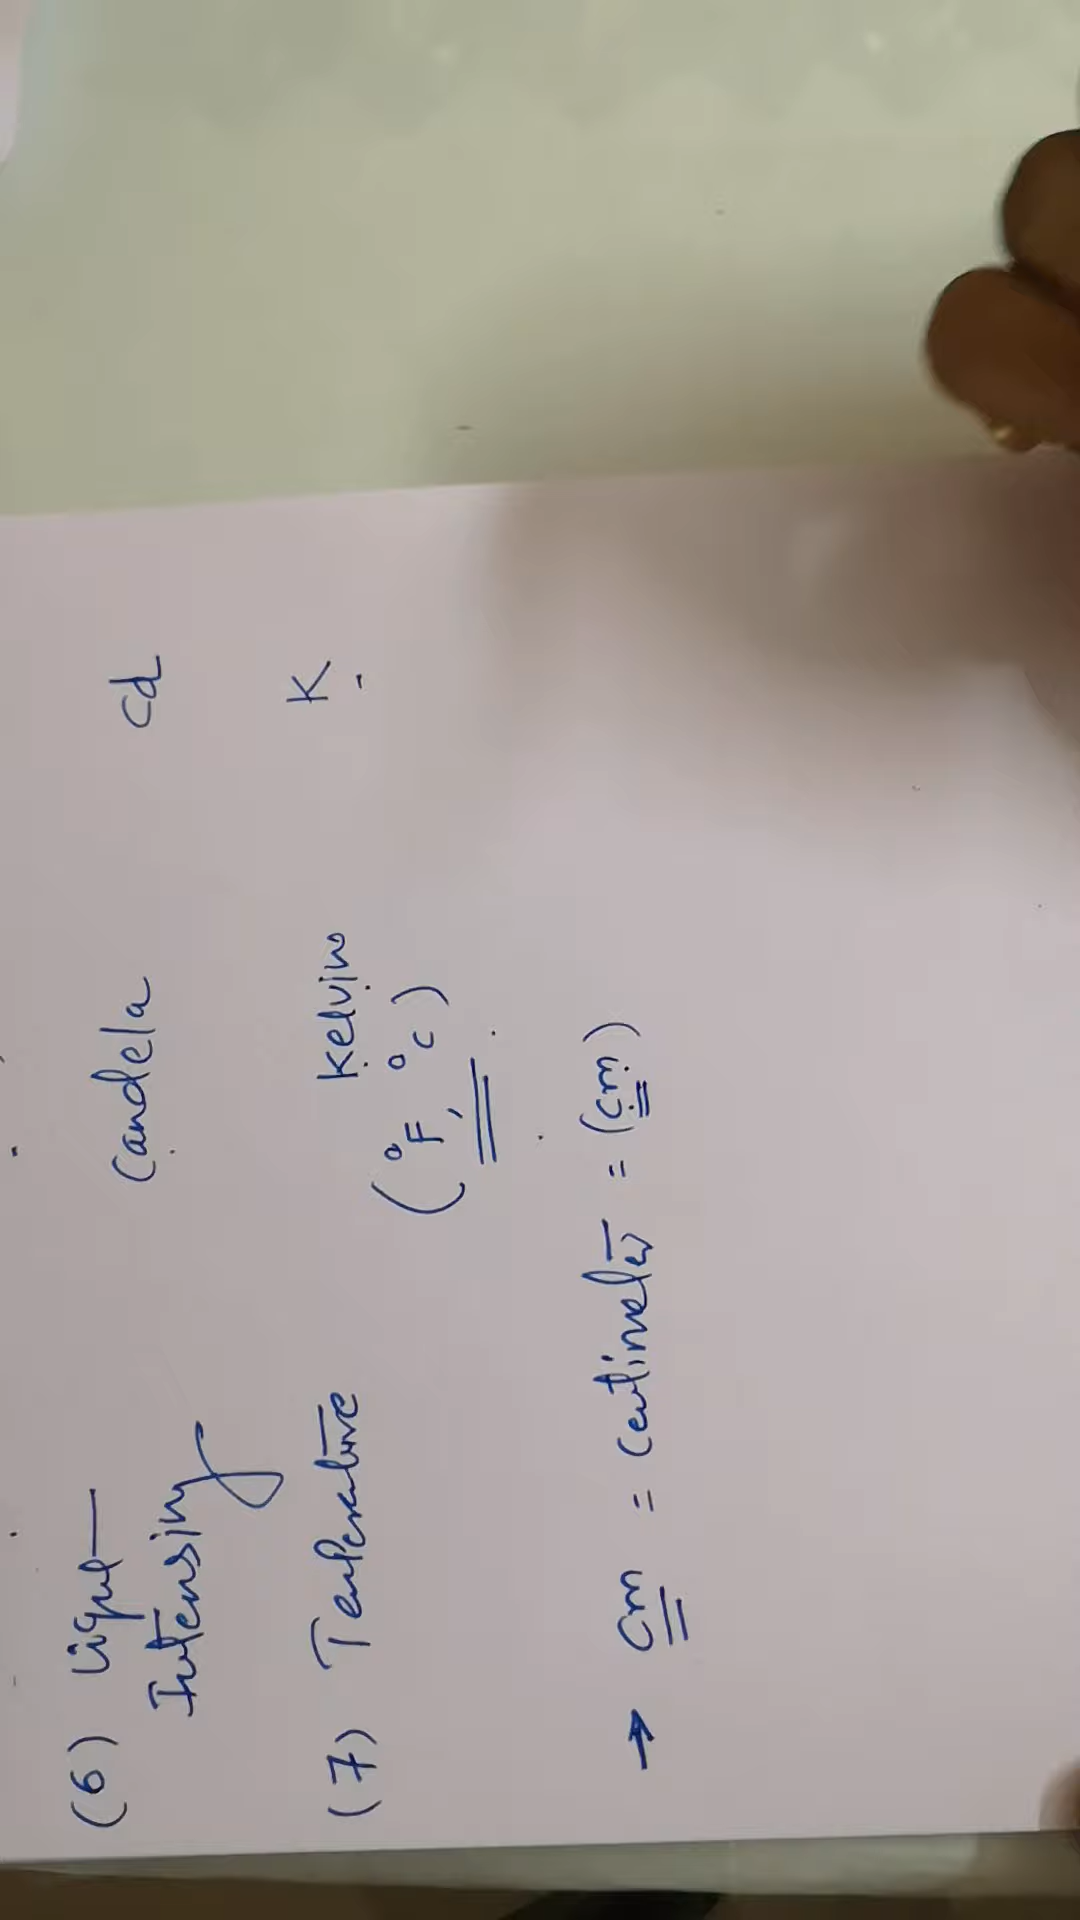 (6) Light Candela Cd
Intensity
(7) Temperature Kelvin K
(°F, °C)
→ cm = centimeter = (cm)